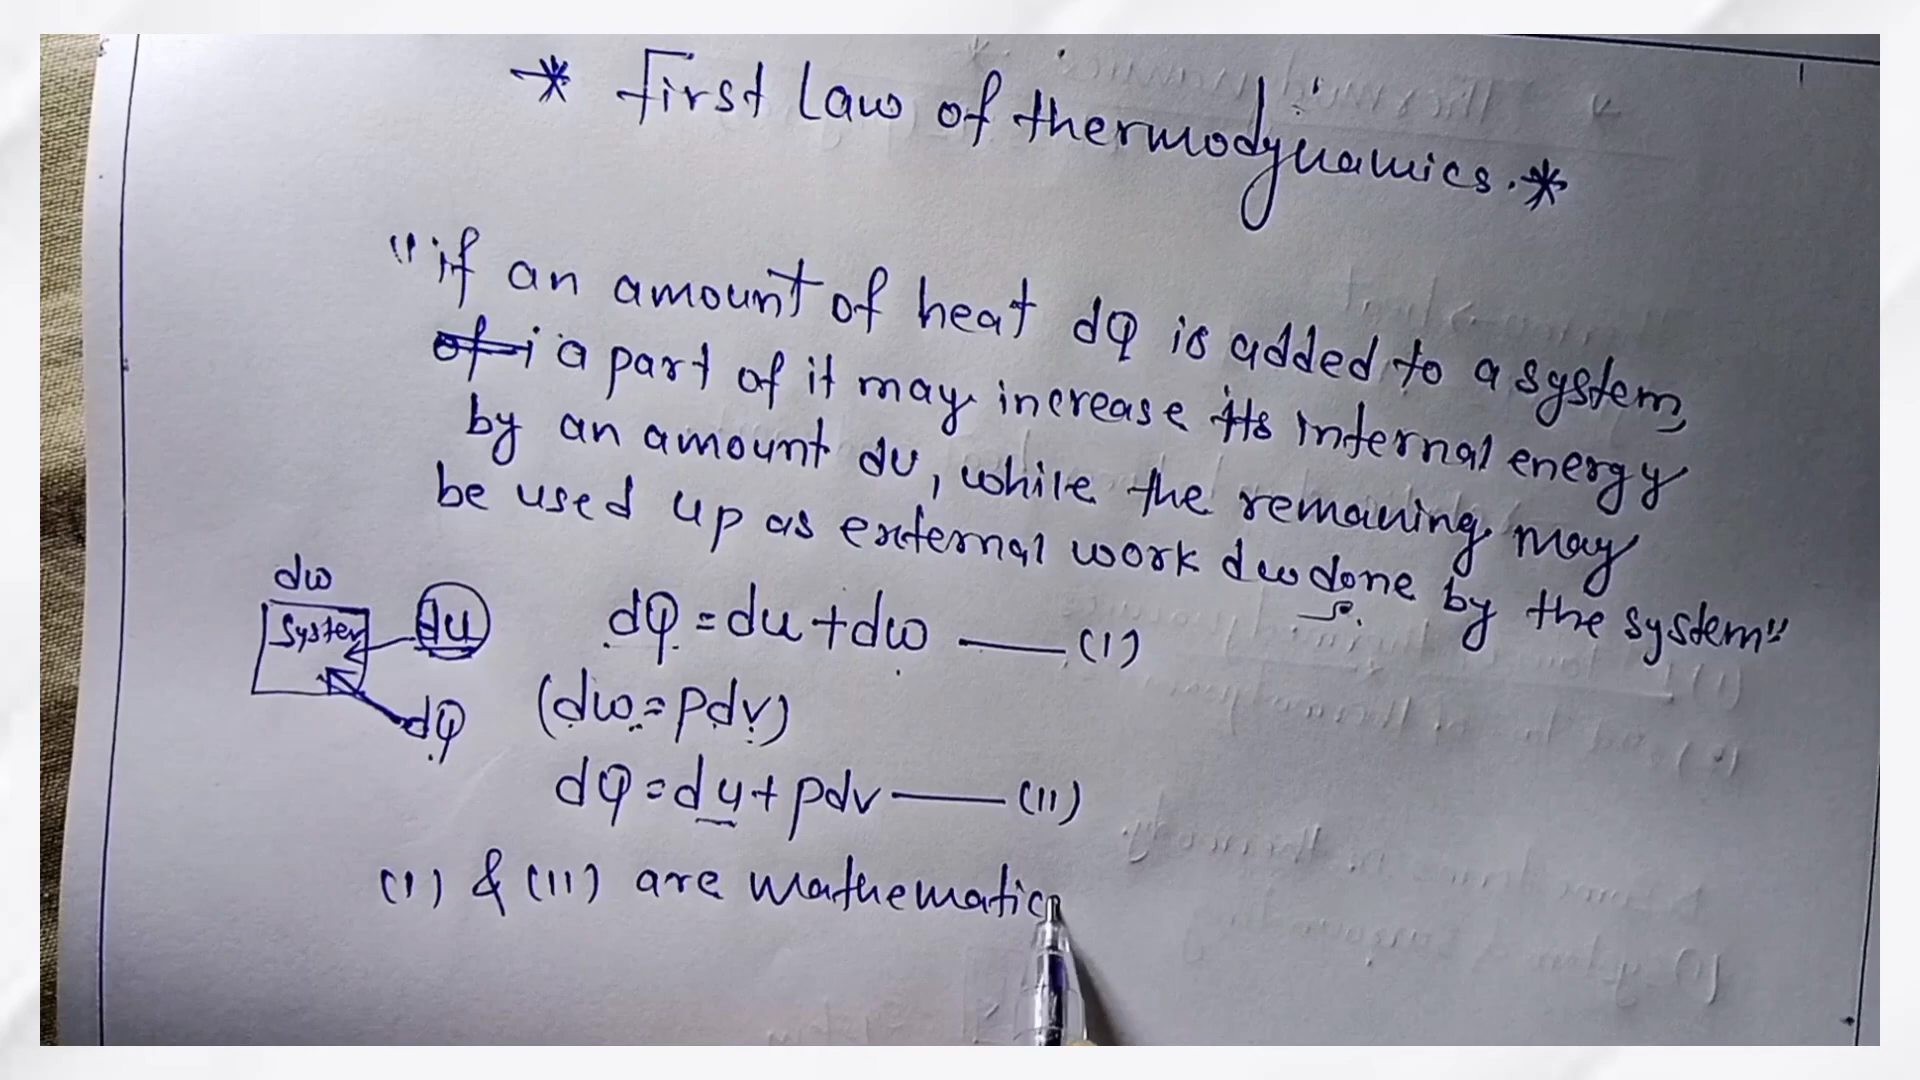 * First Law of thermodynamics. *
"if an amount of heat dQ is added to a system,
a part of it may increase its internal energy
by an amount du, while the remaining may
be used up as external work dw done by the system"
dw
System
du
dQ
dQ = du + dw —— (I)
(dw = pdv)
dQ = du + pdv —— (II)
(I) & (II) are mathematic